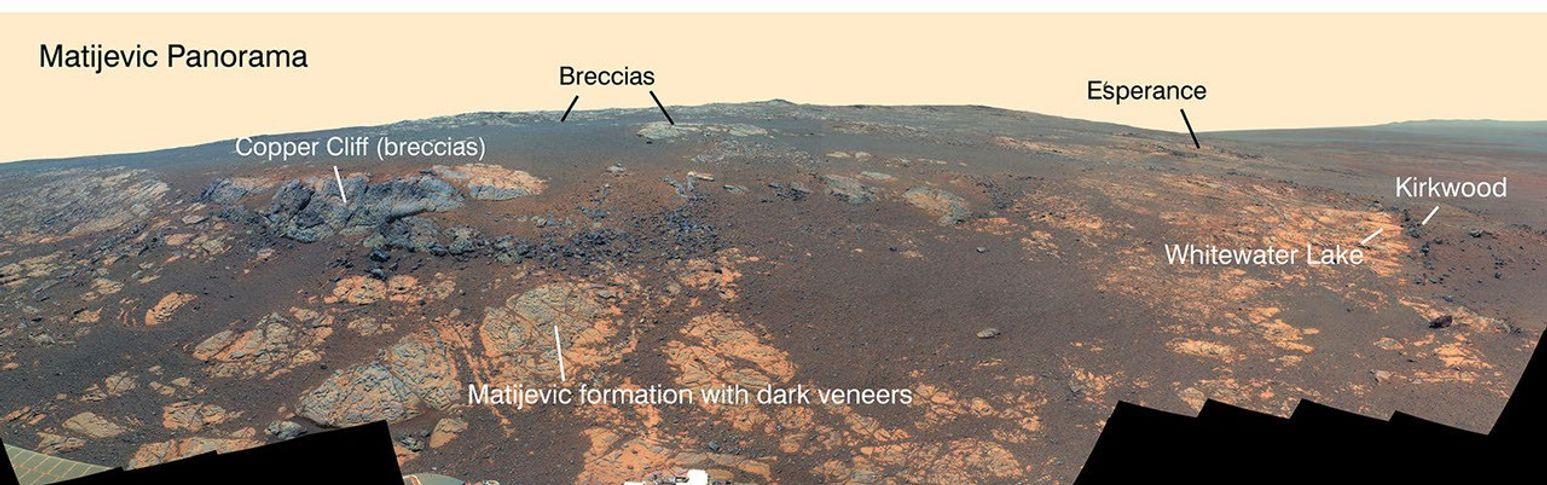 Matijevic Panorama
Breccias
Esperance
Copper Cliff (breccias)
Kirkwood
Whitewater Lake
Matijevic formation with dark veneers